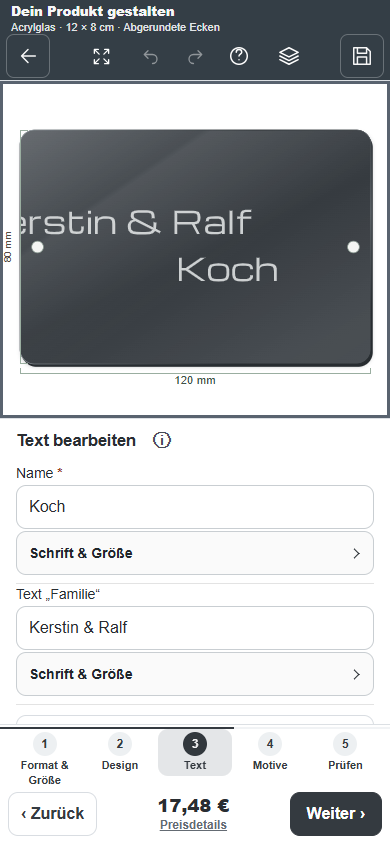 Dein Produkt gestalten
Acrylglas · 12 × 8 cm · Abgerundete Ecken
erstin & Ralf
Koch
80 mm
120 mm
Text bearbeiten
Name *
Koch
Schrift & Größe
Text „Familie“
Kerstin & Ralf
Schrift & Größe
1 2 3 4 5
Format & Größe Design Text Motive Prüfen
‹ Zurück
17,48 €
Preisdetails
Weiter ›